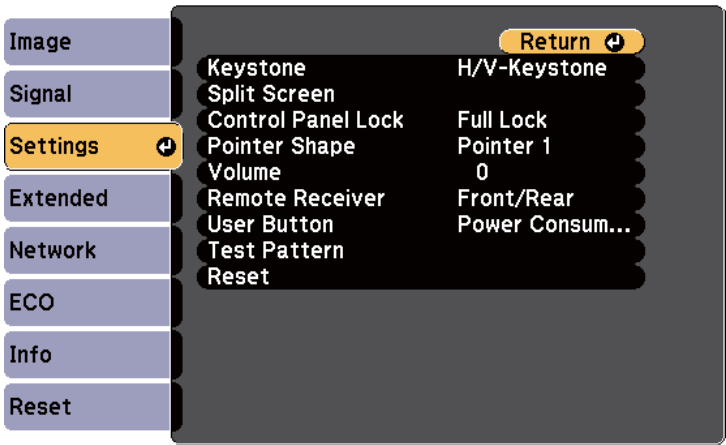 Image
Signal
Settings
Extended
Network
ECO
Info
Reset
Return
Keystone H/V-Keystone
Split Screen
Control Panel Lock Full Lock
Pointer Shape Pointer 1
Volume 0
Remote Receiver Front/Rear
User Button Power Consum...
Test Pattern
Reset